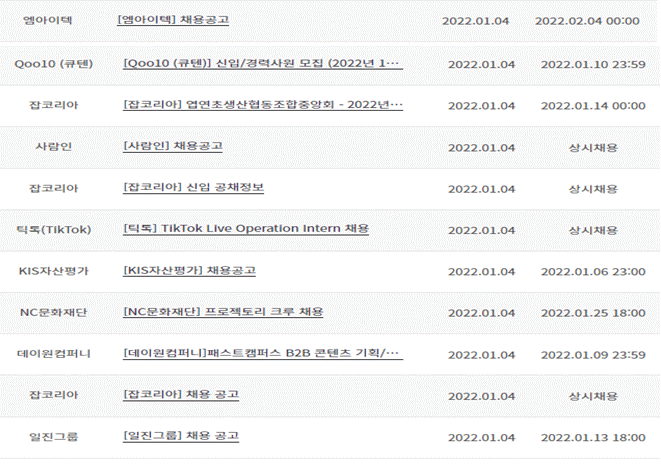 엠아이텍 [엠아이텍] 채용공고 2022.01.04 2022.02.04 00:00
Qoo10 (큐텐) [Qoo10 (큐텐)] 신입/경력사원 모집 (2022년 1···· 2022.01.04 2022.01.10 23:59
잡코리아 [잡코리아] 엽연초생산협동조합중앙회 - 2022년··· 2022.01.04 2022.01.14 00:00
사람인 [사람인] 채용공고 2022.01.04 상시채용
잡코리아 [잡코리아] 신입 공채정보 2022.01.04 상시채용
틱톡(TikTok) [틱톡] TikTok Live Operation Intern 채용 2022.01.04 상시채용
KIS자산평가 [KIS자산평가] 채용공고 2022.01.04 2022.01.06 23:00
NC문화재단 [NC문화재단] 프로젝토리 크루 채용 2022.01.04 2022.01.25 18:00
데이원컴퍼니 [데이원컴퍼니]패스트캠퍼스 B2B 콘텐츠 기획/··· 2022.01.04 2022.01.09 23:59
잡코리아 [잡코리아] 채용 공고 2022.01.04 상시채용
일진그룹 [일진그룹] 채용 공고 2022.01.04 2022.01.13 18:00